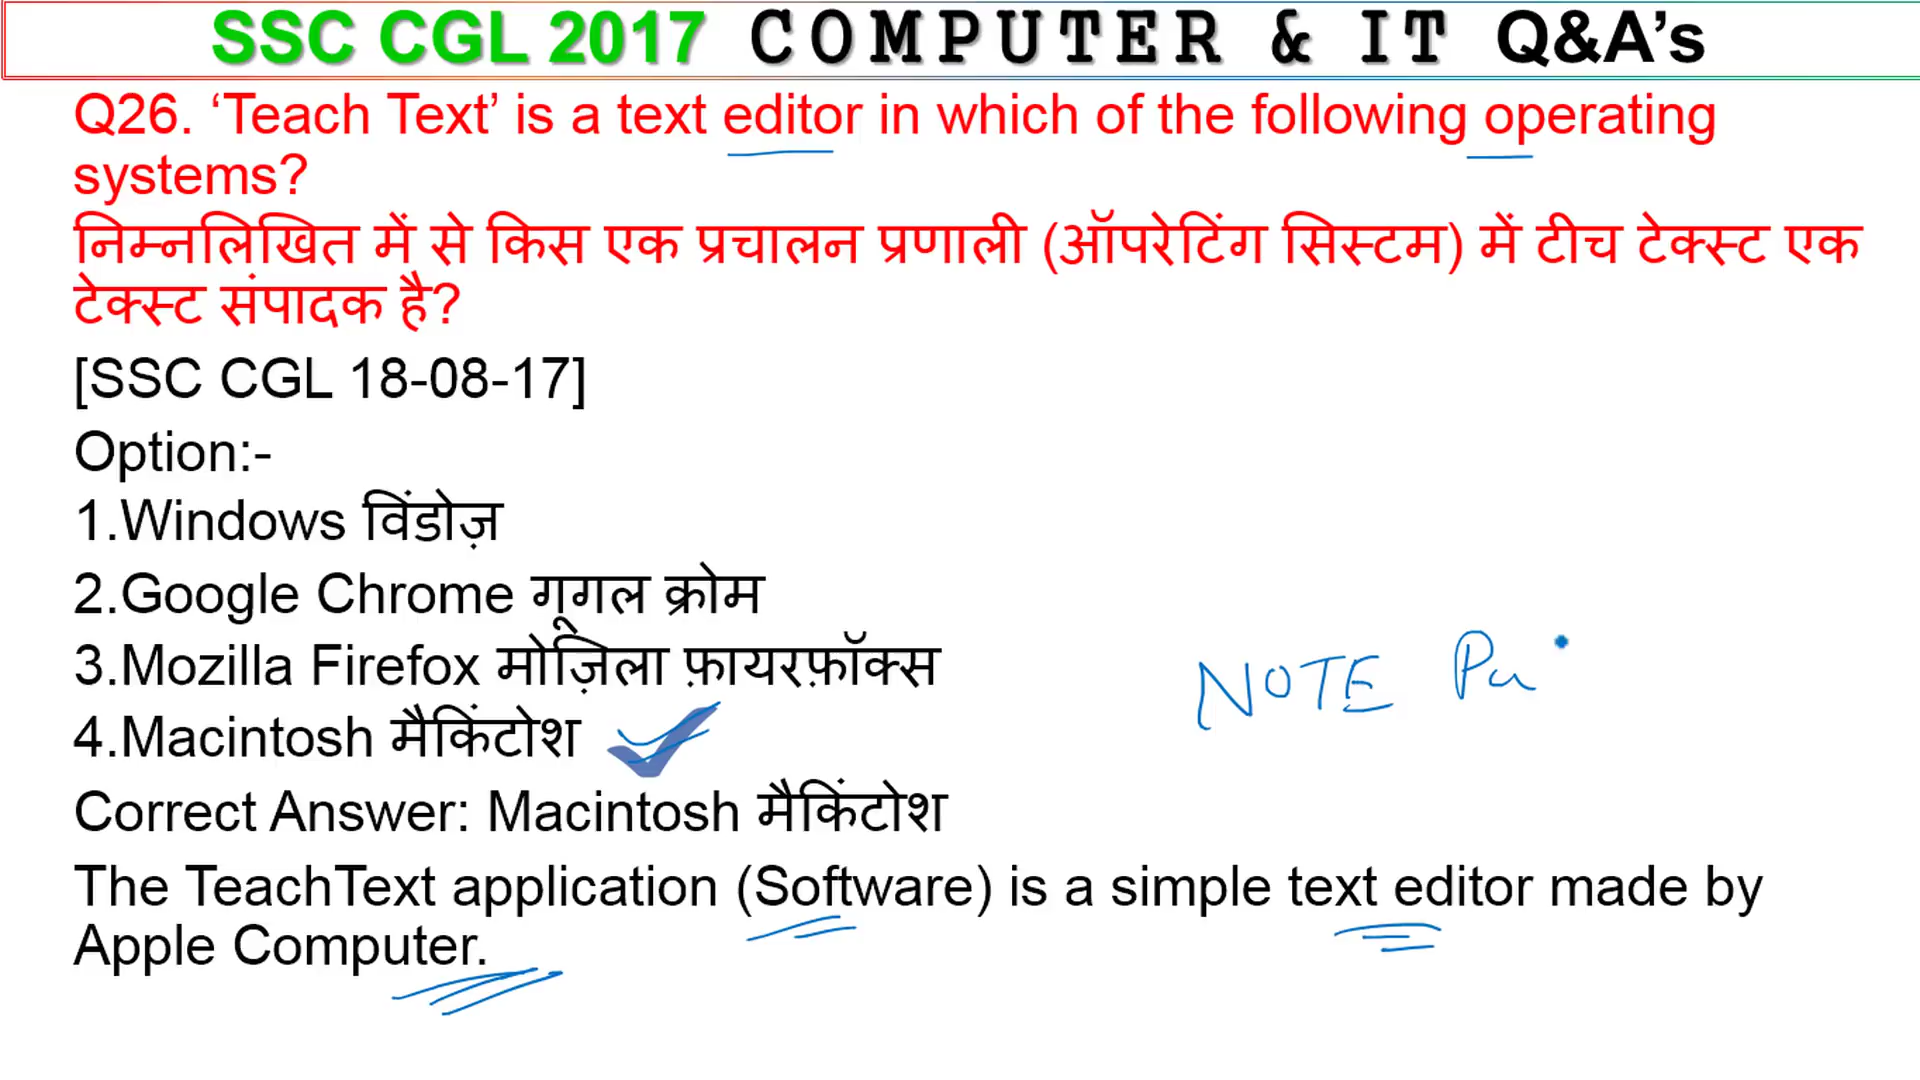 SSC CGL 2017 COMPUTER & IT Q&A’s
Q26. ‘Teach Text’ is a text editor in which of the following operating
systems?
निम्नलिखित में से किस एक प्रचालन प्रणाली (ऑपरेटिंग सिस्टम) में टीच टेक्स्ट एक
टेक्स्ट संपादक है?
[SSC CGL 18-08-17]
Option:-
1.Windows विंडोज़
2.Google Chrome गूगल क्रोम
3.Mozilla Firefox मोज़िला फ़ायरफ़ॉक्स
NOTE Pa
4.Macintosh मैकिंटोश
Correct Answer: Macintosh मैकिंटोश
The TeachText application (Software) is a simple text editor made by
Apple Computer.